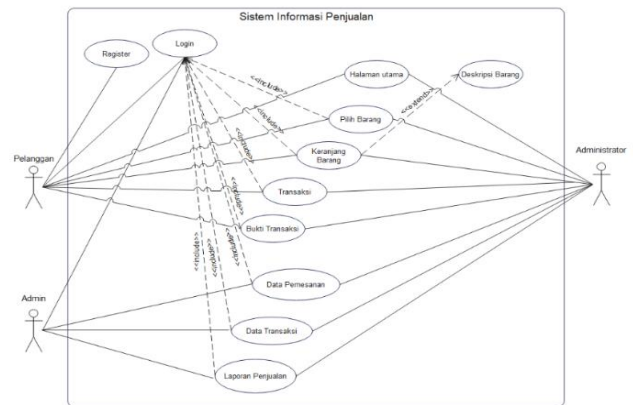 Sistem Informasi Penjualan
Login
Register
<<include>>
Halaman utama
Deskripsi Barang
<<extend>>
Pilih Barang
<<include>>
Keranjang
Barang
<<include>>
Pelanggan
Administrator
Transaksi
<<include>>
Bukti Transaksi
<<include>>
<<include>>
<<include>>
Data Pemesanan
Admin
Data Transaksi
Laporan Penjualan